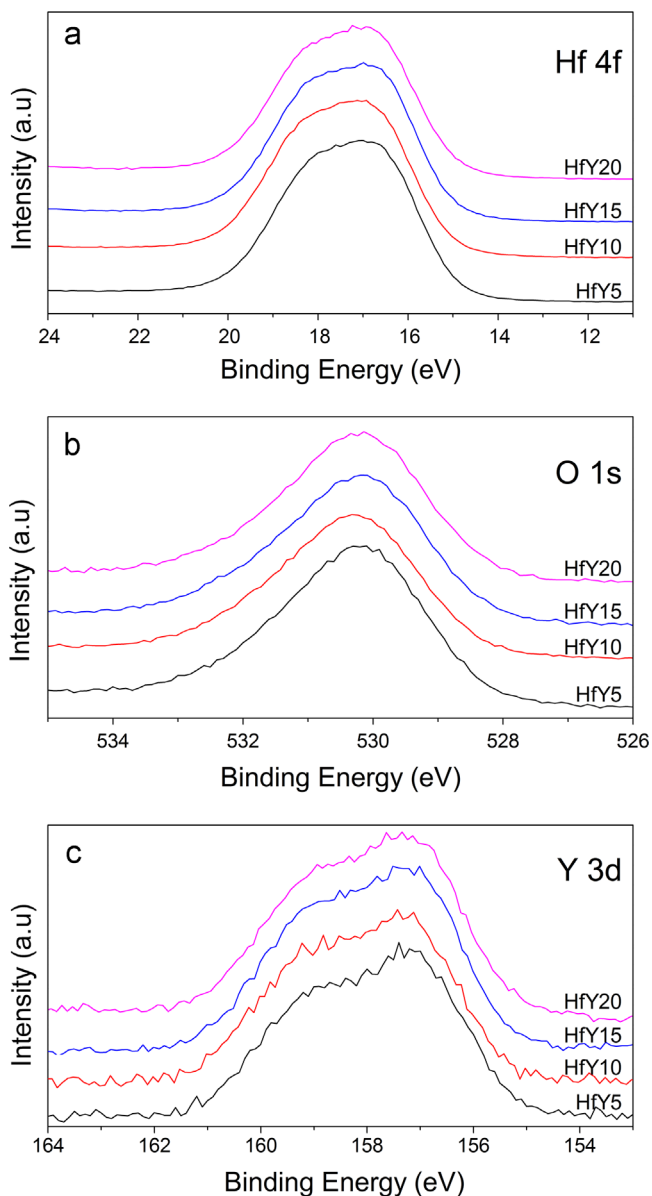 a
Hf 4f
Intensity (a.u)
HfY20
HfY15
HfY10
HfY5
24 22 20 18 16 14 12
Binding Energy (eV)
b
O 1s
Intensity (a.u)
HfY20
HfY15
HfY10
HfY5
534 532 530 528 526
Binding Energy (eV)
c
Y 3d
Intensity (a.u)
HfY20
HfY15
HfY10
HfY5
164 162 160 158 156 154
Binding Energy (eV)